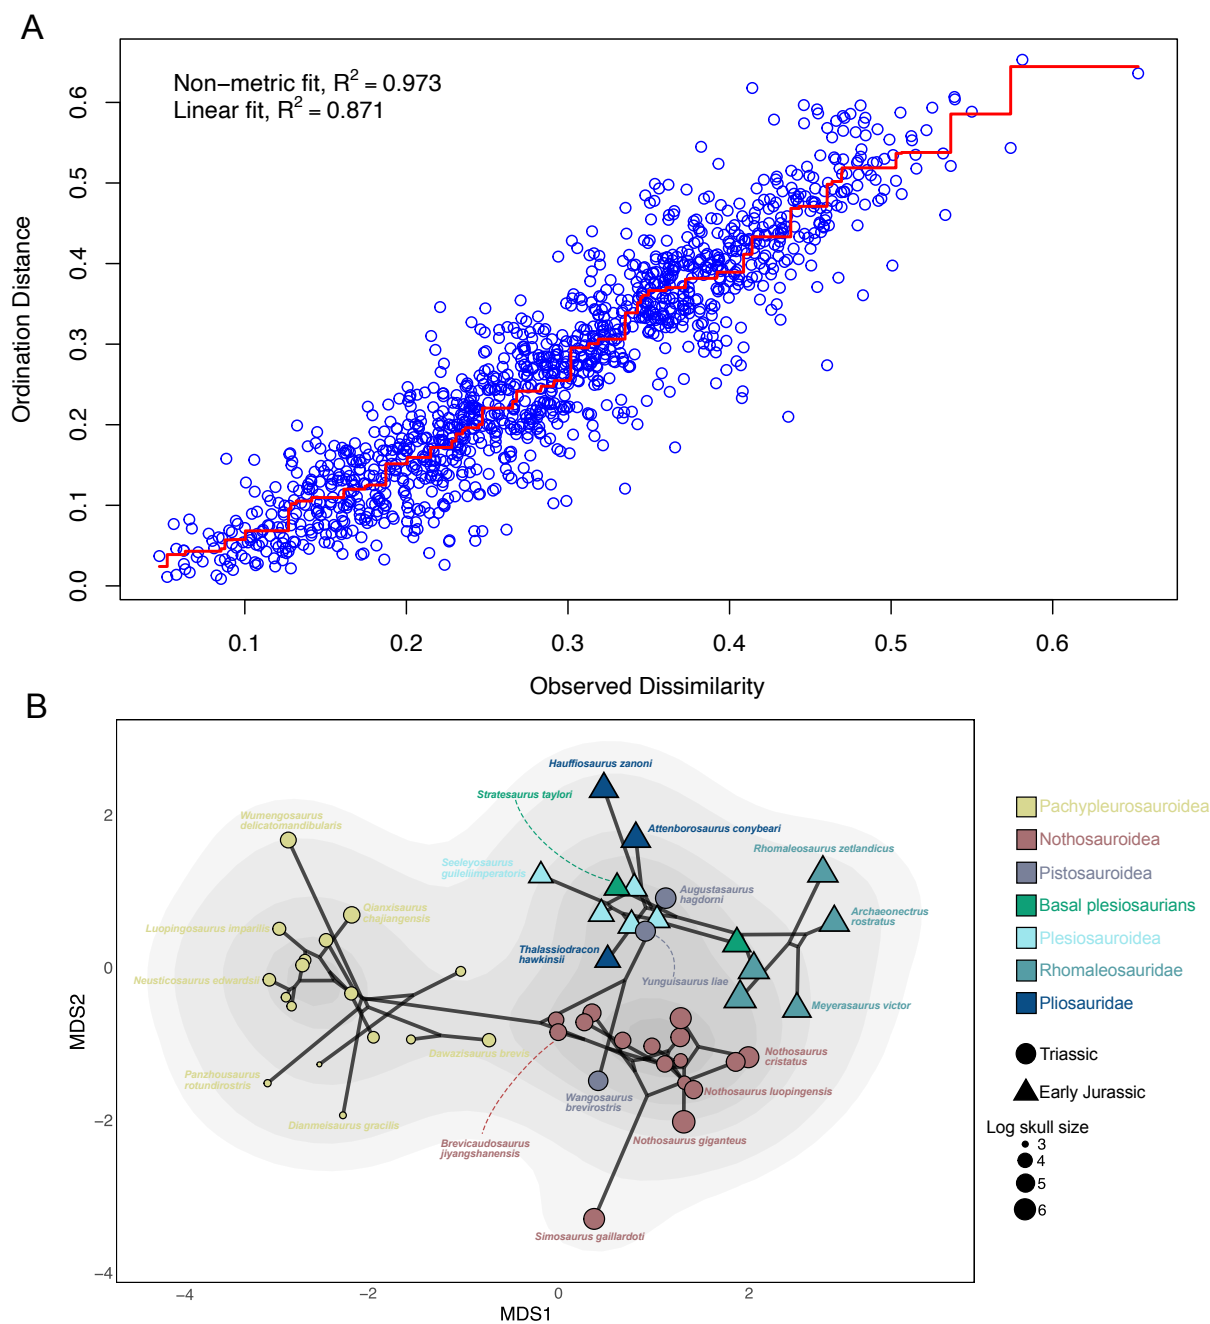 A
Non−metric fit, R² = 0.973
Linear fit, R² = 0.871
Ordination Distance
0.0
0.1
0.2
0.3
0.4
0.5
0.6
0.1
0.2
0.3
0.4
0.5
0.6
Observed Dissimilarity
B
Hauffiosaurus zanoni
Stratesaurus taylori
Wumengosaurus
delicatomandibularis
Attenborosaurus conybeari
Rhomaleosaurus zetlandicus
Seeleyosaurus
guileliimperatoris
Augustasaurus
hagdorni
Qianxisaurus
chajiangensis
Archaeonectrus
rostratus
Luopingosaurus imparilis
Thalassiodracon
hawkinsii
Neusticosaurus edwardsii
Yunguisaurus liae
Meyerasaurus victor
Dawazisaurus brevis
Nothosaurus
cristatus
Panzhousaurus
rotundirostris
Wangosaurus
brevirostris
Nothosaurus luopingensis
Dianmeisaurus gracilis
Brevicaudosaurus
jiyangshanensis
Nothosaurus giganteus
Simosaurus gaillardoti
2
0
−2
−4
MDS2
−4
−2
0
2
MDS1
Pachypleurosauroidea
Nothosauroidea
Pistosauroidea
Basal plesiosaurians
Plesiosauroidea
Rhomaleosauridae
Pliosauridae
Triassic
Early Jurassic
Log skull size
3
4
5
6